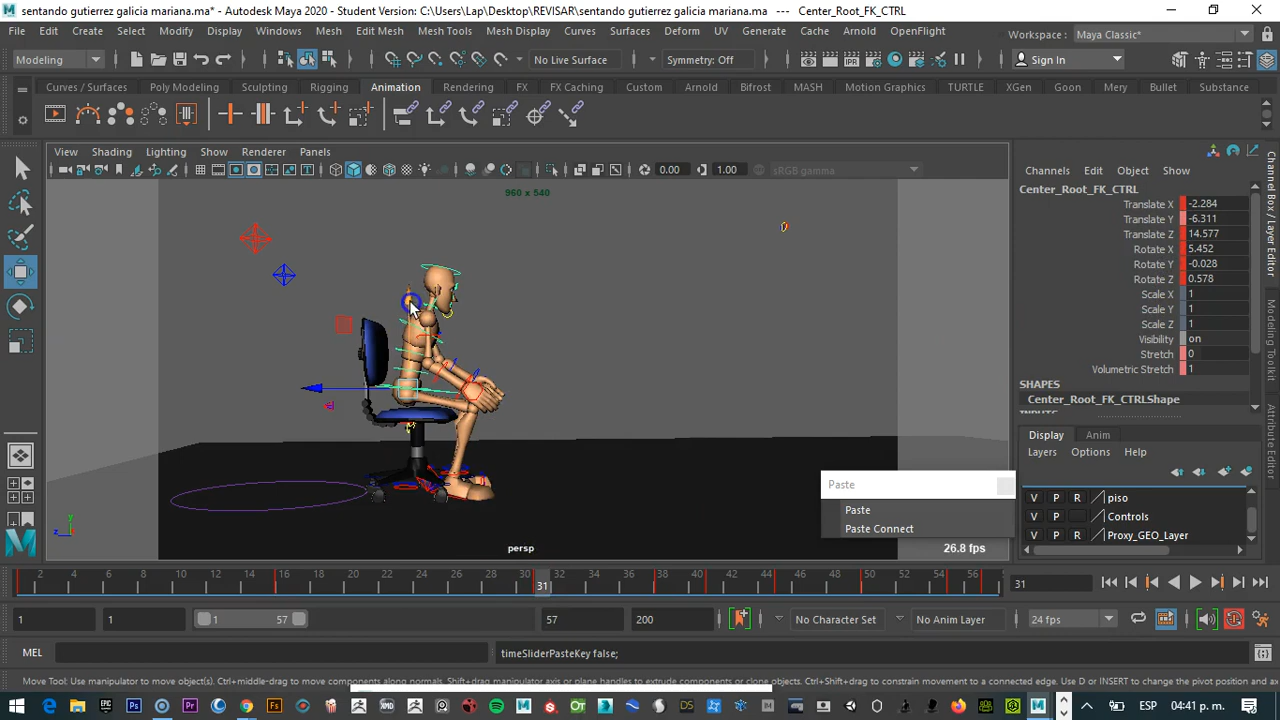 sentando gutierrez galicia mariana.ma* - Autodesk Maya 2020 - Student Version: C:\Users\Lap\Desktop\REVISAR\sentando gutierrez galicia mariana.ma --- Center_Root_FK_CTRL
File Edit Create Select Modify Display Windows Mesh Edit Mesh Mesh Tools Mesh Display Curves Surfaces Deform UV Generate Cache Arnold OpenFlight Workspace : Maya Classic*
Modeling No Live Surface Symmetry: Off Sign In
Curves / Surfaces Poly Modeling Sculpting Rigging Animation Rendering FX FX Caching Custom Arnold Bifrost MASH Motion Graphics TURTLE XGen Goon Mery Bullet Substance
View Shading Lighting Show Renderer Panels
0.00 1.00 sRGB gamma
960 x 540
persp
26.8 fps
Paste
Paste
Paste Connect
Channels Edit Object Show
Center_Root_FK_CTRL
Translate X -2.284
Translate Y -6.311
Translate Z 14.577
Rotate X 5.452
Rotate Y -0.028
Rotate Z 0.578
Scale X 1
Scale Y 1
Scale Z 1
Visibility on
Stretch 0
Volumetric Stretch 1
SHAPES
Center_Root_FK_CTRLShape
Display Anim
Layers Options Help
V P R piso
V P Controls
V P R Proxy_GEO_Layer
Channel Box / Layer Editor
Modeling Toolkit
Attribute Editor
2 4 6 8 10 12 14 16 18 20 22 24 26 28 30 31 32 34 36 38 40 42 44 46 48 50 52 54 56 31
1 1 1 57 57 200 No Character Set No Anim Layer 24 fps
MEL timeSliderPasteKey false;
Move Tool: Use manipulator to move object(s). Ctrl+middle-drag to move components along normals. Shift+drag manipulator axis or plane handles to extrude components or clone objects. Ctrl+Shift+drag to constrain movement to a connected edge. Use D or INSERT to change the pivot position and ax
ESP 04:41 p. m.